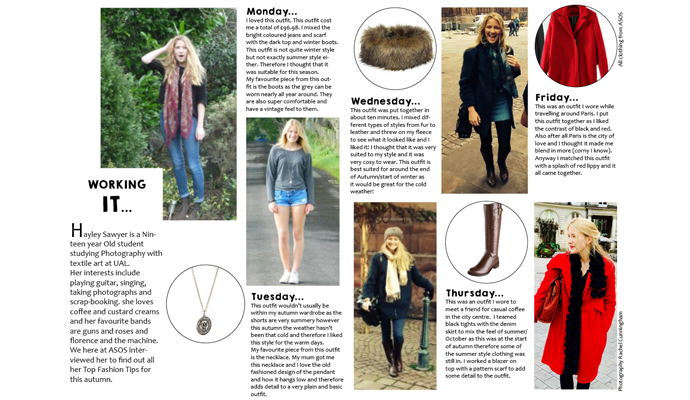 WORKING
IT...
Hayley Sawyer is a Nin-
teen year Old student
studying Photography with
textile art at UAL.
Her interests include
playing guitar, singing,
taking photographs and
scrap-booking, she loves
coffee and custard creams
and her favourite bands
are guns and roses and
florence and the machine.
We here at ASOS inter-
viewed her to find out all
her Top Fashion Tips for
this autumn.
Monday...
I loved this outfit. This outfit cost
me a total of £96.98. I mixed the
bright coloured jeans and scarf
with the dark top and winter boots.
This outfit is not quite winter style
but not exactly summer style ei-
ther. Therefore I thought that it
was suitable for this season.
My favourite piece from this out-
fit is the boots as the grey can be
worn nearly all year around. They
are also super comfortable and
have a vintage feel to them.
Tuesday...
This outfit wouldn't usually be
within my autumn wardrobe as the
shorts are very summery however
this autumn the weather hasn't
been that cold and therefore I liked
this style for the warm days.
My favourite piece from this outfit
is the necklace. My mum got me
this necklace and I love the old
fashioned design of the pendant
and how it hangs low and therefore
adds detail to a very plain and basic
outfit.
Wednesday...
This outfit was put together in
about ten minutes. I mixed dif-
ferent types of styles from fur to
leather and threw on my fleece
to see what it looked like and I
liked it! I thought that it was very
suited to my style and it was
very cosy to wear. This outfit is
best suited for around the end
of Autumn/start of winter as
it would be great for the cold
weather!
Thursday...
This was an outfit I wore to
meet a friend for casual coffee
in the city centre. I teamed
black tights with the denim
skirt to mix the feel of summer/
October as this was at the start
of autumn therefore some of
the summer style clothing was
still in. I worked a blazer on
top with a pattern scarf to add
some detail to the outfit.
Friday...
This was an outfit I wore while
travelling around Paris. I put
this outfit together as I liked
the contrast of black and red.
Also after all Paris is the city of
love and I thought it made me
blend in more (corny I know).
Anyway I matched this outfit
with a splash of red lippy and it
all came together.
All clothing from ASOS
Photography Rachel Cunningham